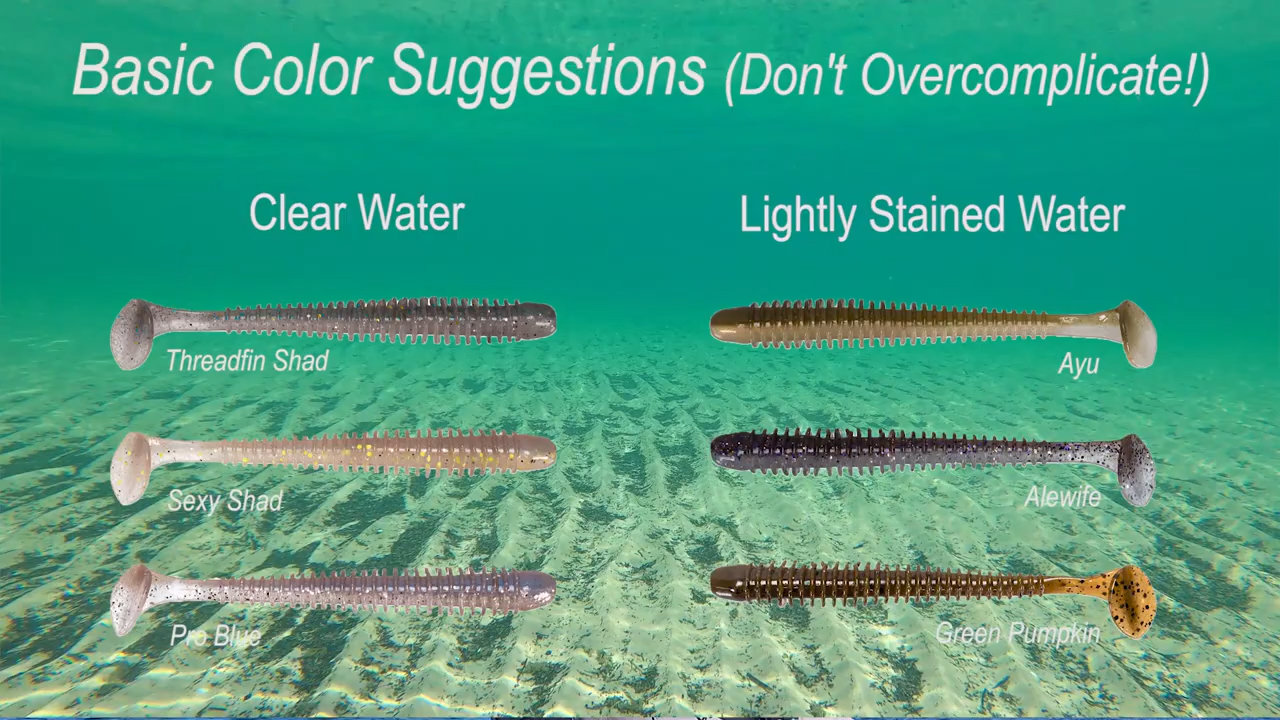 Basic Color Suggestions (Don't Overcomplicate!)
Clear Water
Lightly Stained Water
Threadfin Shad
Ayu
Sexy Shad
Alewife
Pro Blue
Green Pumpkin